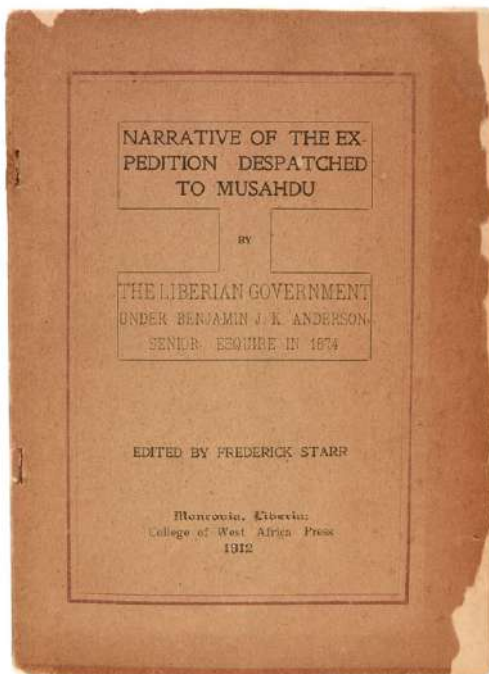 NARRATIVE OF THE EX-
PEDITION DESPATCHED
TO MUSAHDU
BY
THE LIBERIAN GOVERNMENT
UNDER BENJAMIN J. K. ANDERSON
SENIOR ESQUIRE IN 1874
EDITED BY FREDERICK STARR
Monrovia, Liberia:
College of West Africa Press
1912